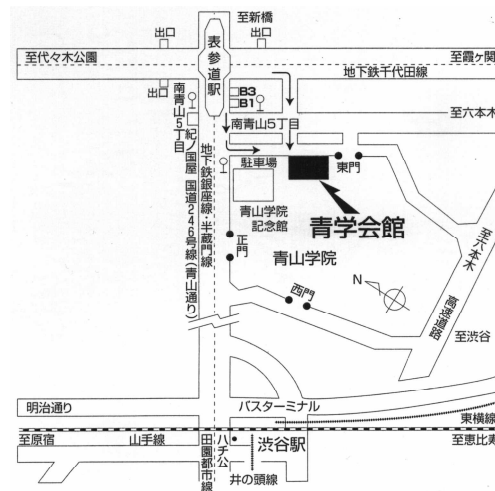 至新橋
出口
出口
至代々木公園
表参道駅
至霞ヶ関
地下鉄千代田線
出口
B3
B1
南青山5丁目
至六本木
南青山5丁目
紀ノ国屋
国道246号線(青山通り)
地下鉄銀座線・半蔵門線
駐車場
東門
青山学院
記念館
青学会館
正門
青山学院
至六本木
西門
N
高速道路
至渋谷
明治通り
バスターミナル
東横線
至原宿
山手線
田園都市線
ハチ公
渋谷駅
至恵比寿
井の頭線